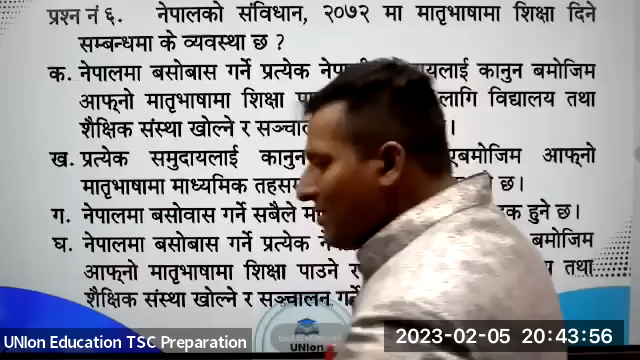 प्रश्न नं ६. नेपालको संविधान, २०७२ मा मातृभाषामा शिक्षा दिने
सम्बन्धमा के व्यवस्था छ ?
क. नेपालमा बसोबास गर्ने प्रत्येक कानुन बमोजिम
आफ्नो मातृभाषामा शिक्षा लागि विद्यालय तथा
शैक्षिक संस्था खोल्ने र
ख. प्रत्येक समुदायलाई कानुन आफ्नो
मातृभाषामा माध्यमिक छ।
ग. नेपालमा बसोवास गर्ने सबैले हुने छ।
घ. नेपालमा बसोबास गर्ने प्रत्येक बमोजिम
आफ्नो मातृभाषामा शिक्षा पाउने र तथा
शैक्षिक संस्था खोल्ने र सञ्चालन गर्ने
UNIon
UNIon Education TSC Preparation
2023-02-05 20:43:56